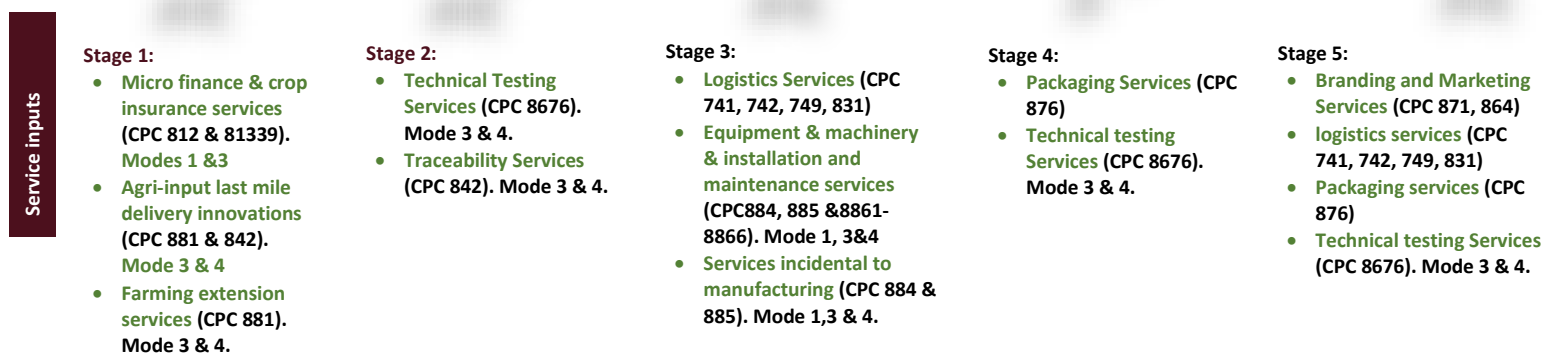 Service inputs
Stage 1:
• Micro finance & crop
insurance services
(CPC 812 & 81339).
Modes 1 &3
• Agri-input last mile
delivery innovations
(CPC 881 & 842).
Mode 3 & 4
• Farming extension
services (CPC 881).
Mode 3 & 4.
Stage 2:
• Technical Testing
Services (CPC 8676).
Mode 3 & 4.
• Traceability Services
(CPC 842). Mode 3 & 4.
Stage 3:
• Logistics Services (CPC
741, 742, 749, 831)
• Equipment & machinery
& installation and
maintenance services
(CPC884, 885 &8861-
8866). Mode 1, 3&4
• Services incidental to
manufacturing (CPC 884 &
885). Mode 1,3 & 4.
Stage 4:
• Packaging Services (CPC
876)
• Technical testing
Services (CPC 8676).
Mode 3 & 4.
Stage 5:
• Branding and Marketing
Services (CPC 871, 864)
• logistics services (CPC
741, 742, 749, 831)
• Packaging services (CPC
876)
• Technical testing Services
(CPC 8676). Mode 3 & 4.